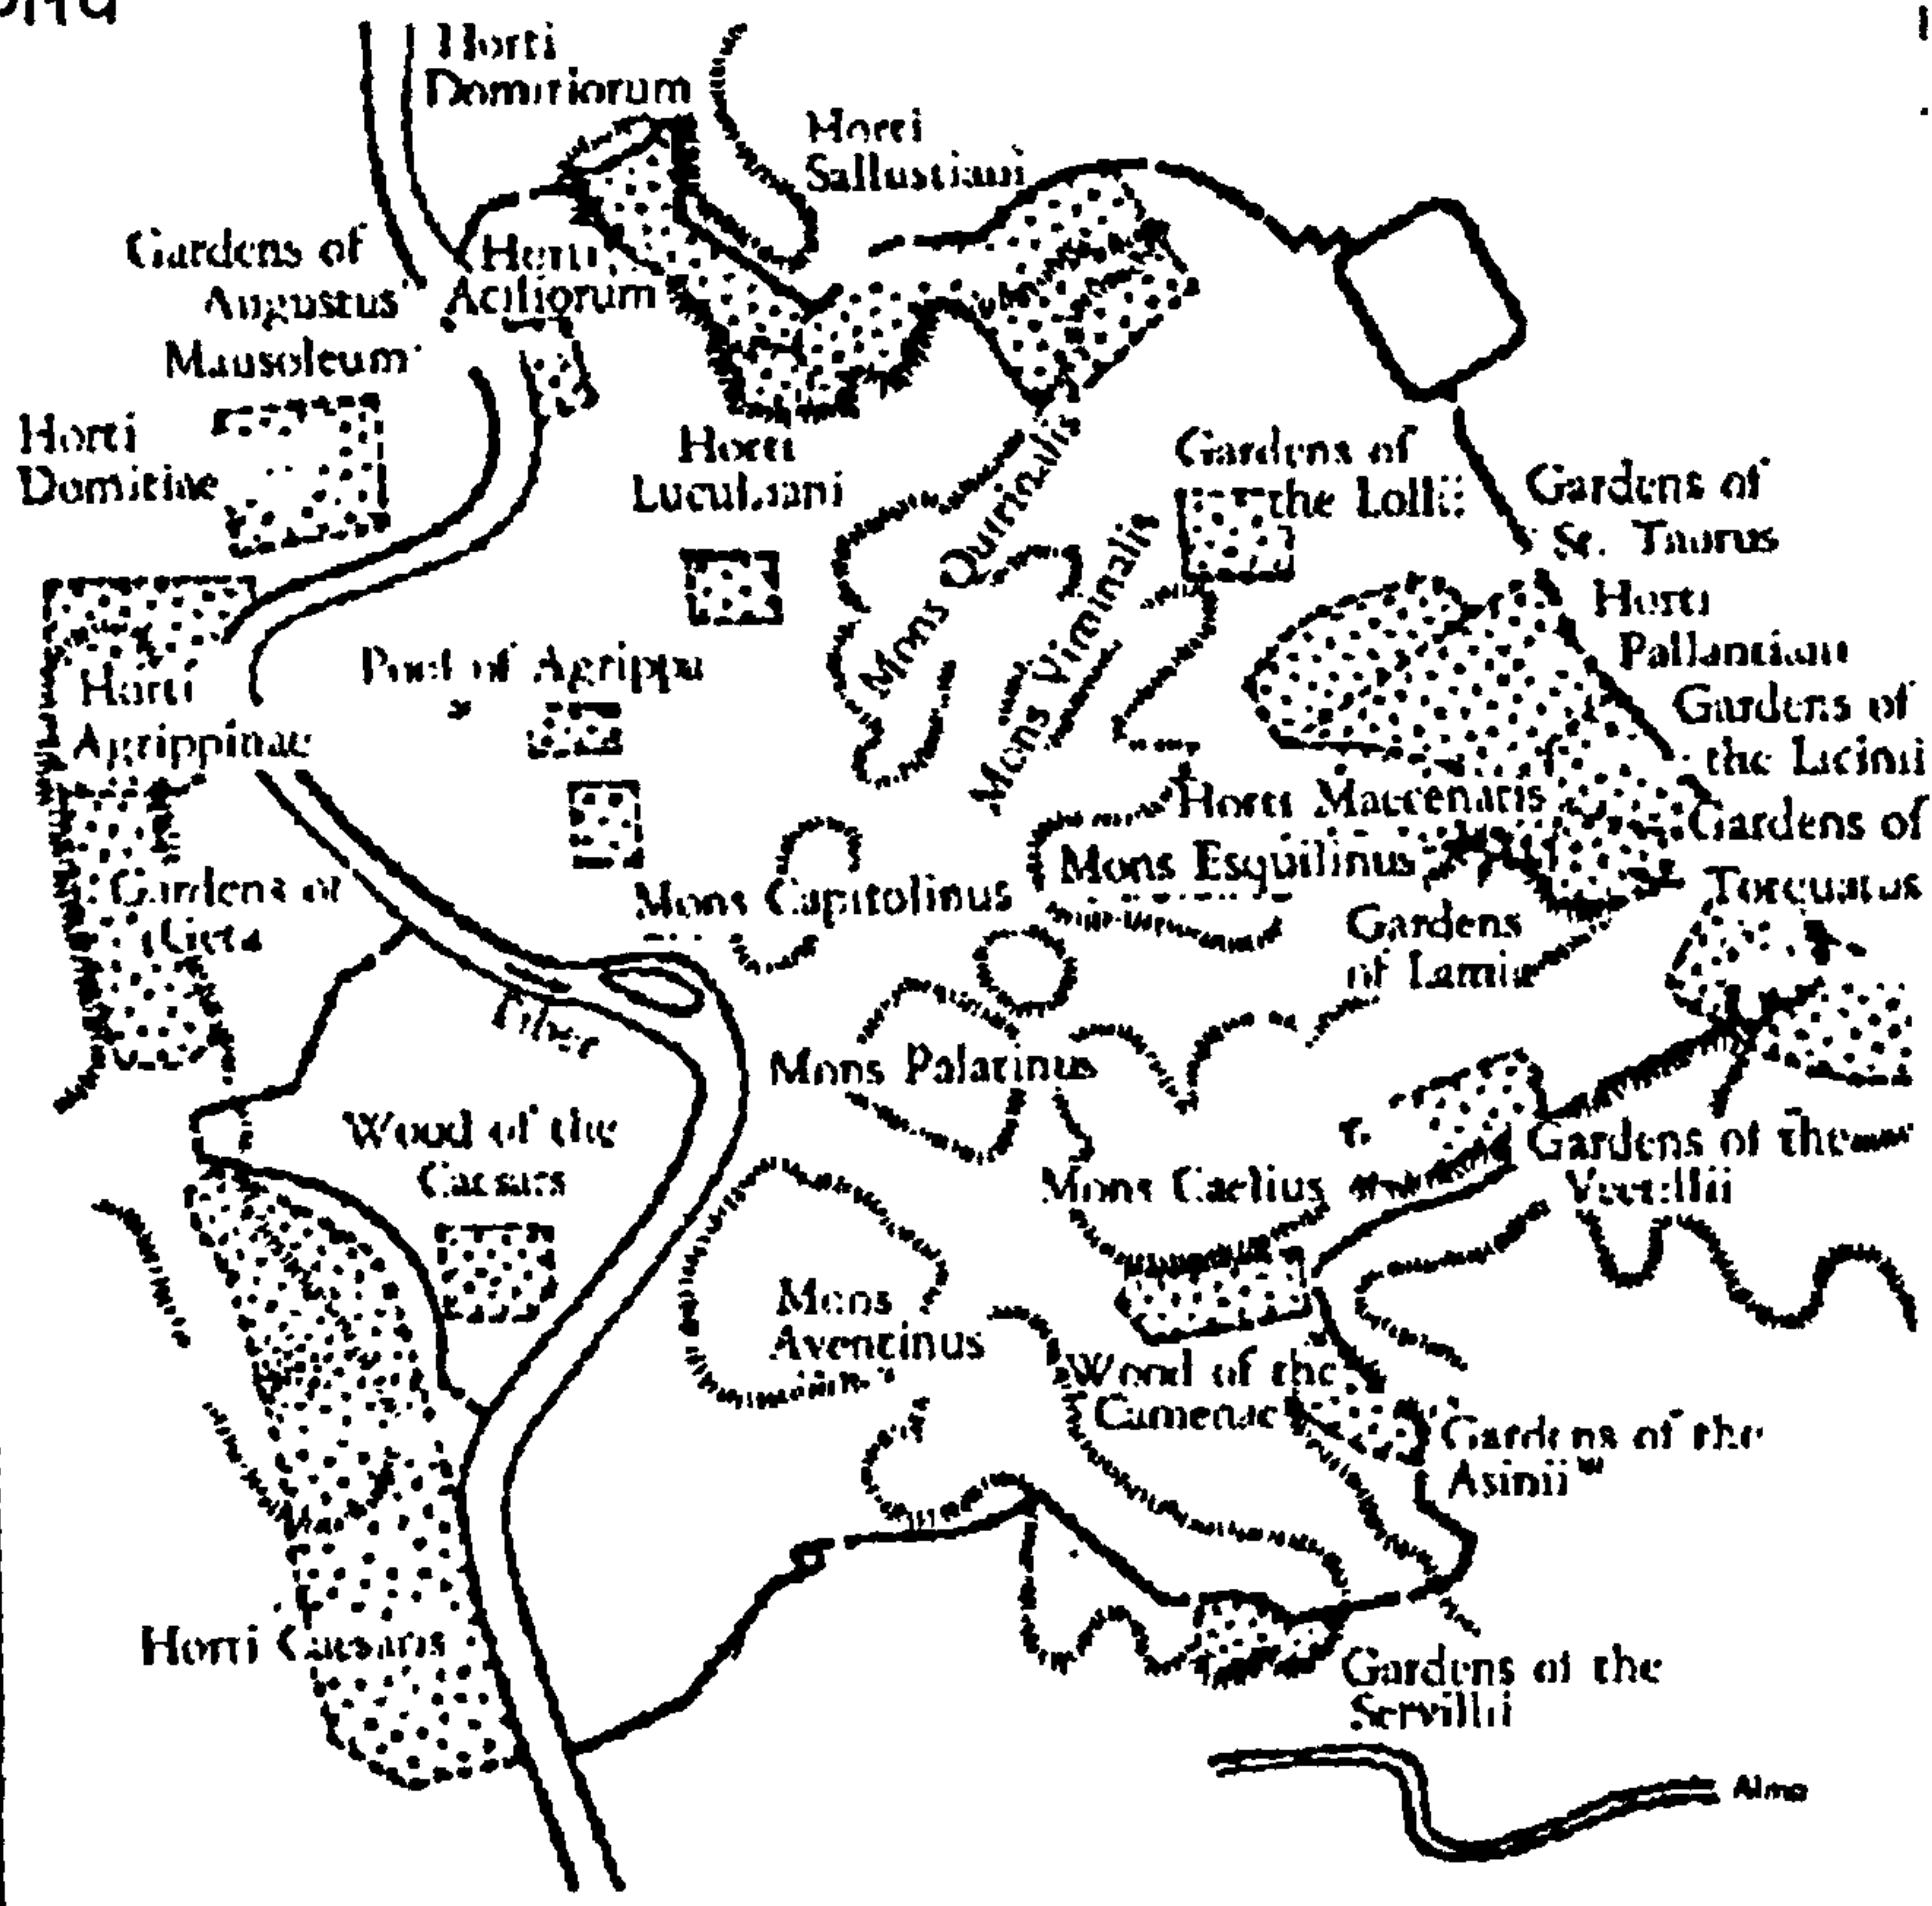 Horti
Domitiorum
Horti
Sallustiani
Gardens of
Augustus'
Mausoleum
Horti
Aciliorum
Horti
Domitiae
Horti
Luculliani
Gardens of
the Lollii
Gardens of
St. Taurus
Mons Quirinalis
Mons Viminalis
Horti
Pallantiani
Gardens of
the Licinii
Horti
Agrippinae
Pool of Agrippa
Horti Maecenatis
Gardens of
Torquatus
Mons Esquilinus
Gardens of
Geta
Mons Capitolinus
Gardens
of Lamia
Tiber
Mons Palatinus
Wood of the
Caesars
Gardens of the
Mons Caelius
Mons
Aventinus
Wood of the
Camenae
Gardens of the
Asinii
Horti Caesaris
Gardens of the
Servillii
Almo